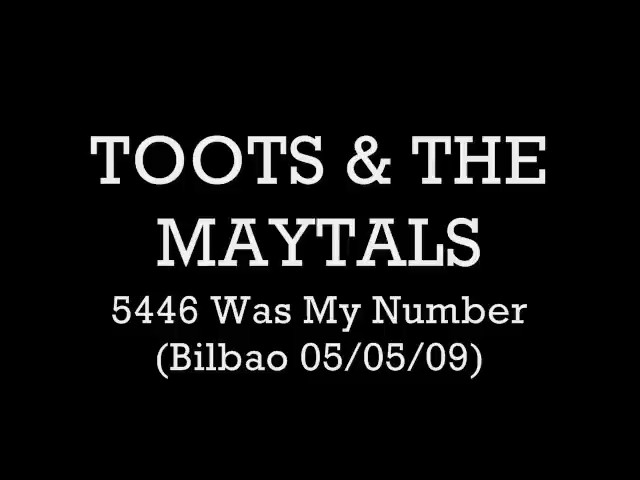 TOOTS & THE
MAYTALS
5446 Was My Number
(Bilbao 05/05/09)